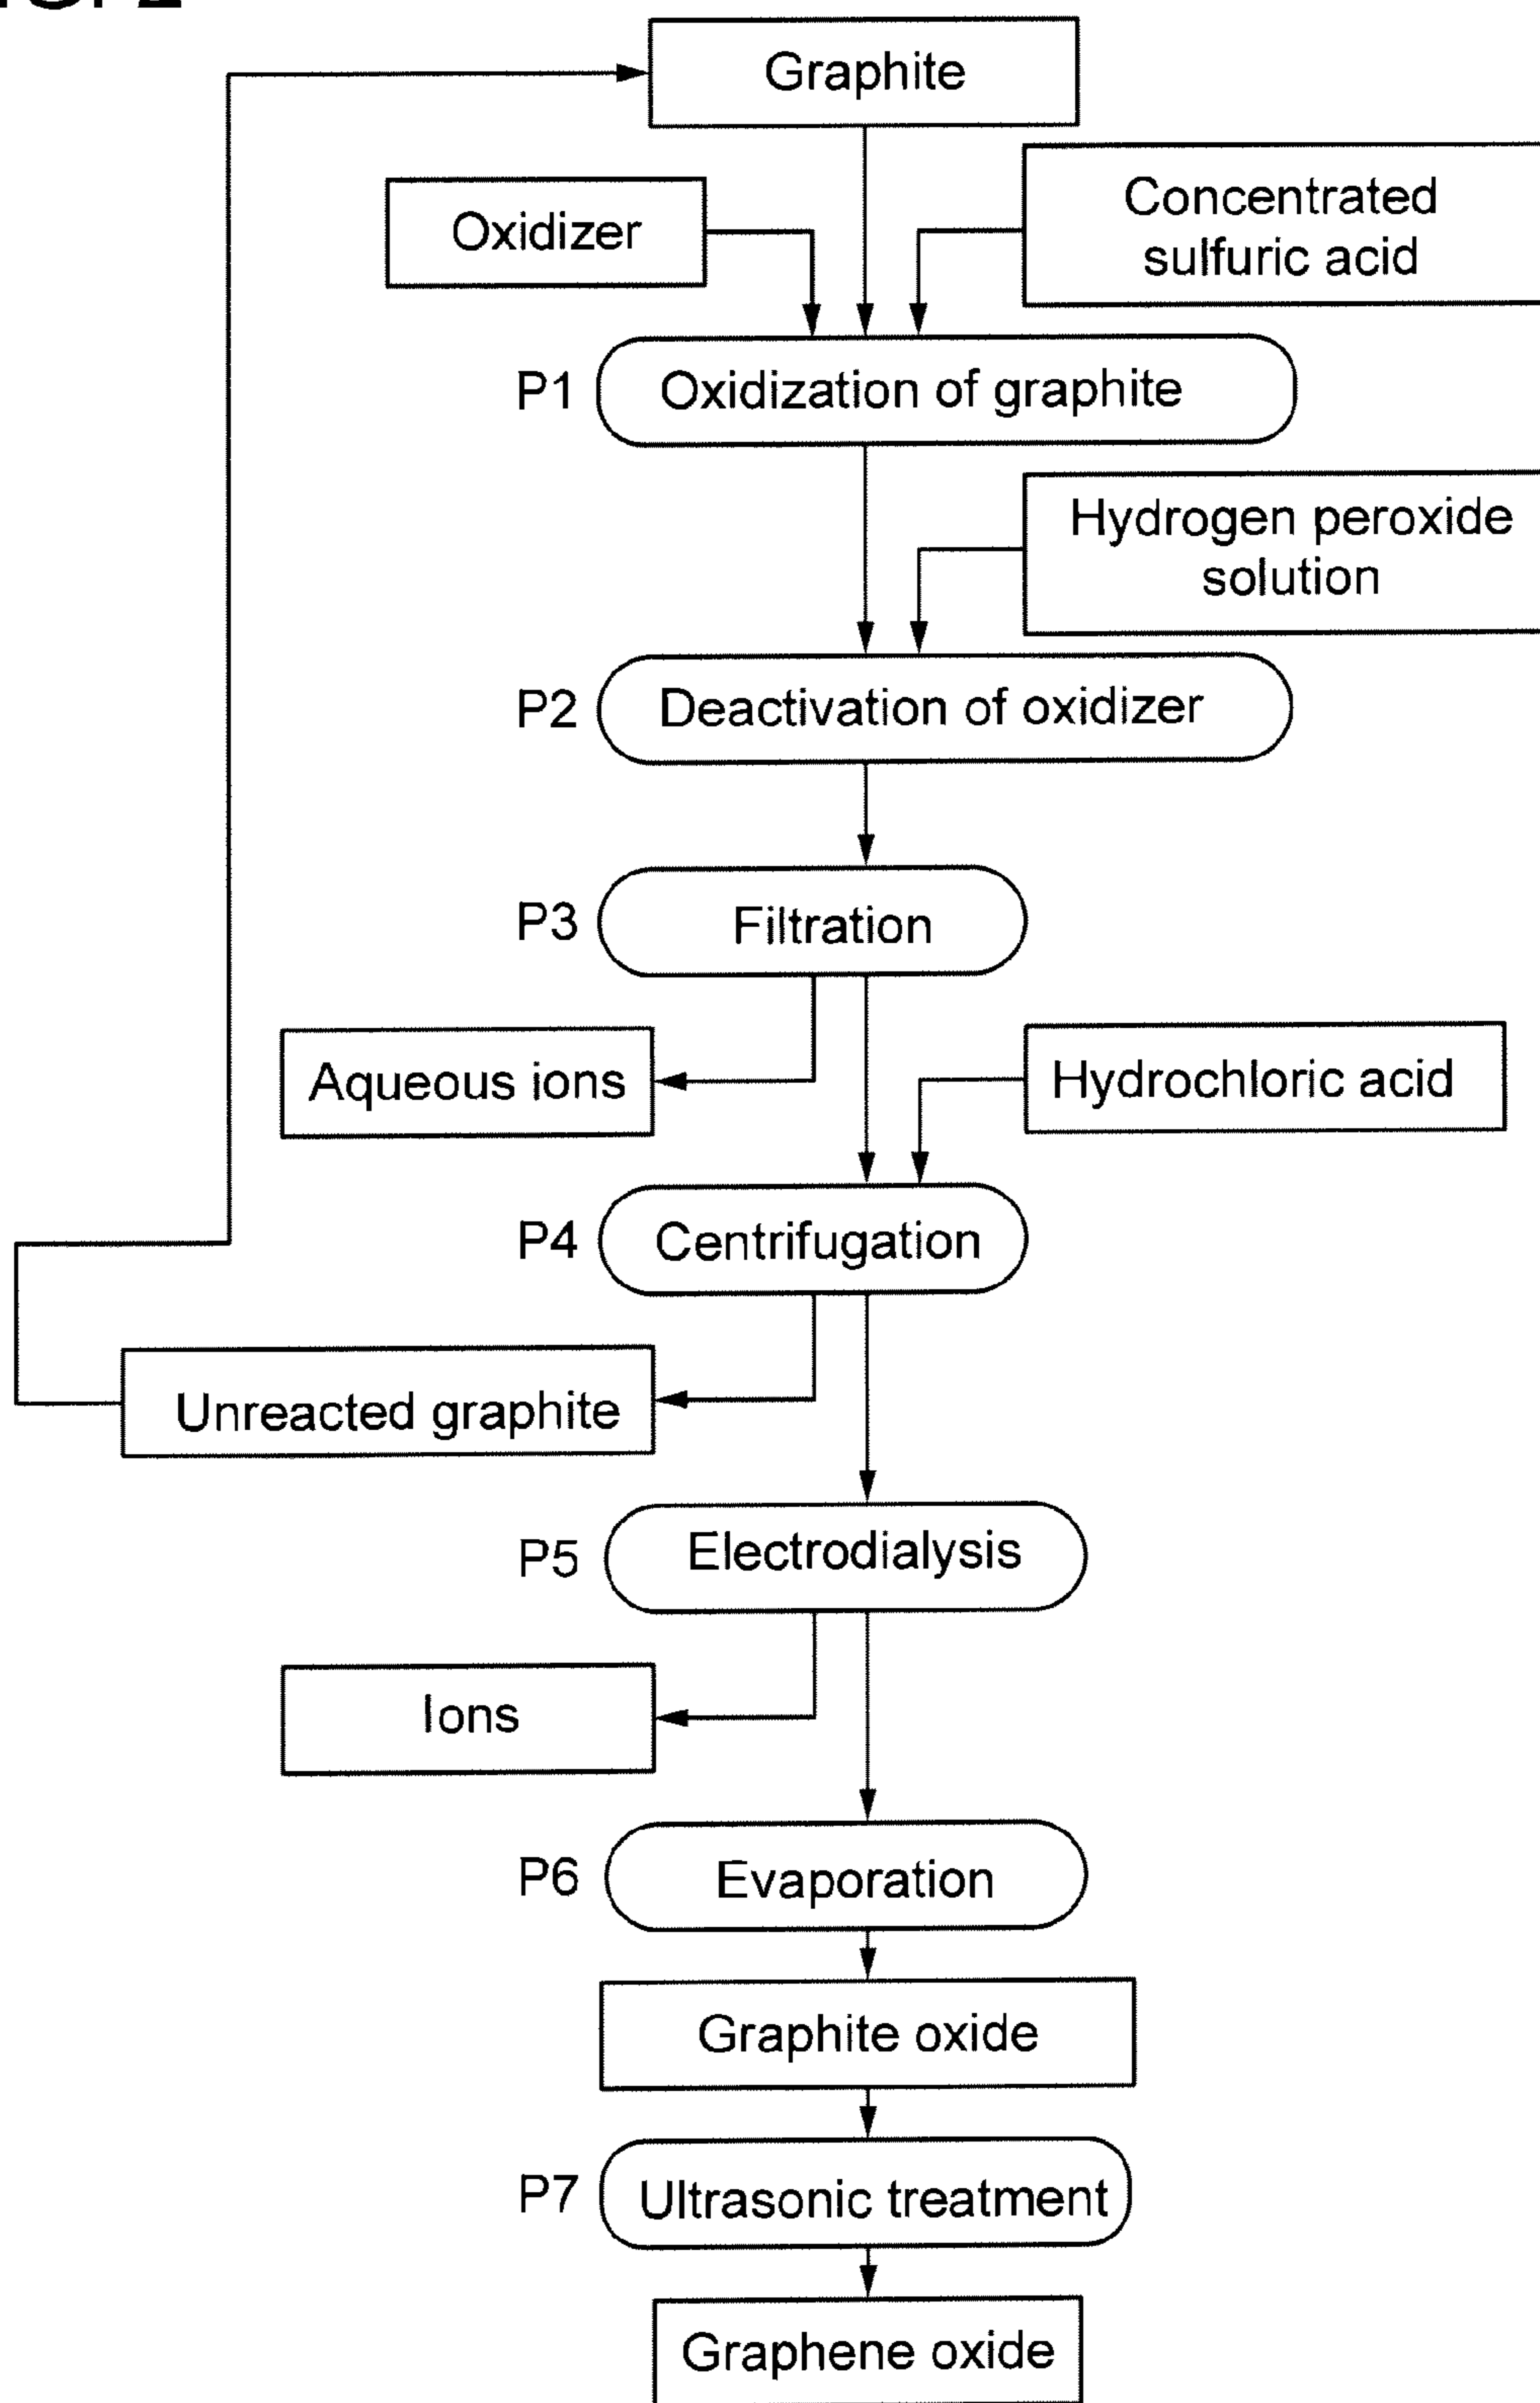 Graphite
Oxidizer
Concentrated
sulfuric acid
P1
Oxidization of graphite
Hydrogen peroxide
solution
P2
Deactivation of oxidizer
P3
Filtration
Aqueous ions
Hydrochloric acid
P4
Centrifugation
Unreacted graphite
P5
Electrodialysis
Ions
P6
Evaporation
Graphite oxide
P7
Ultrasonic treatment
Graphene oxide